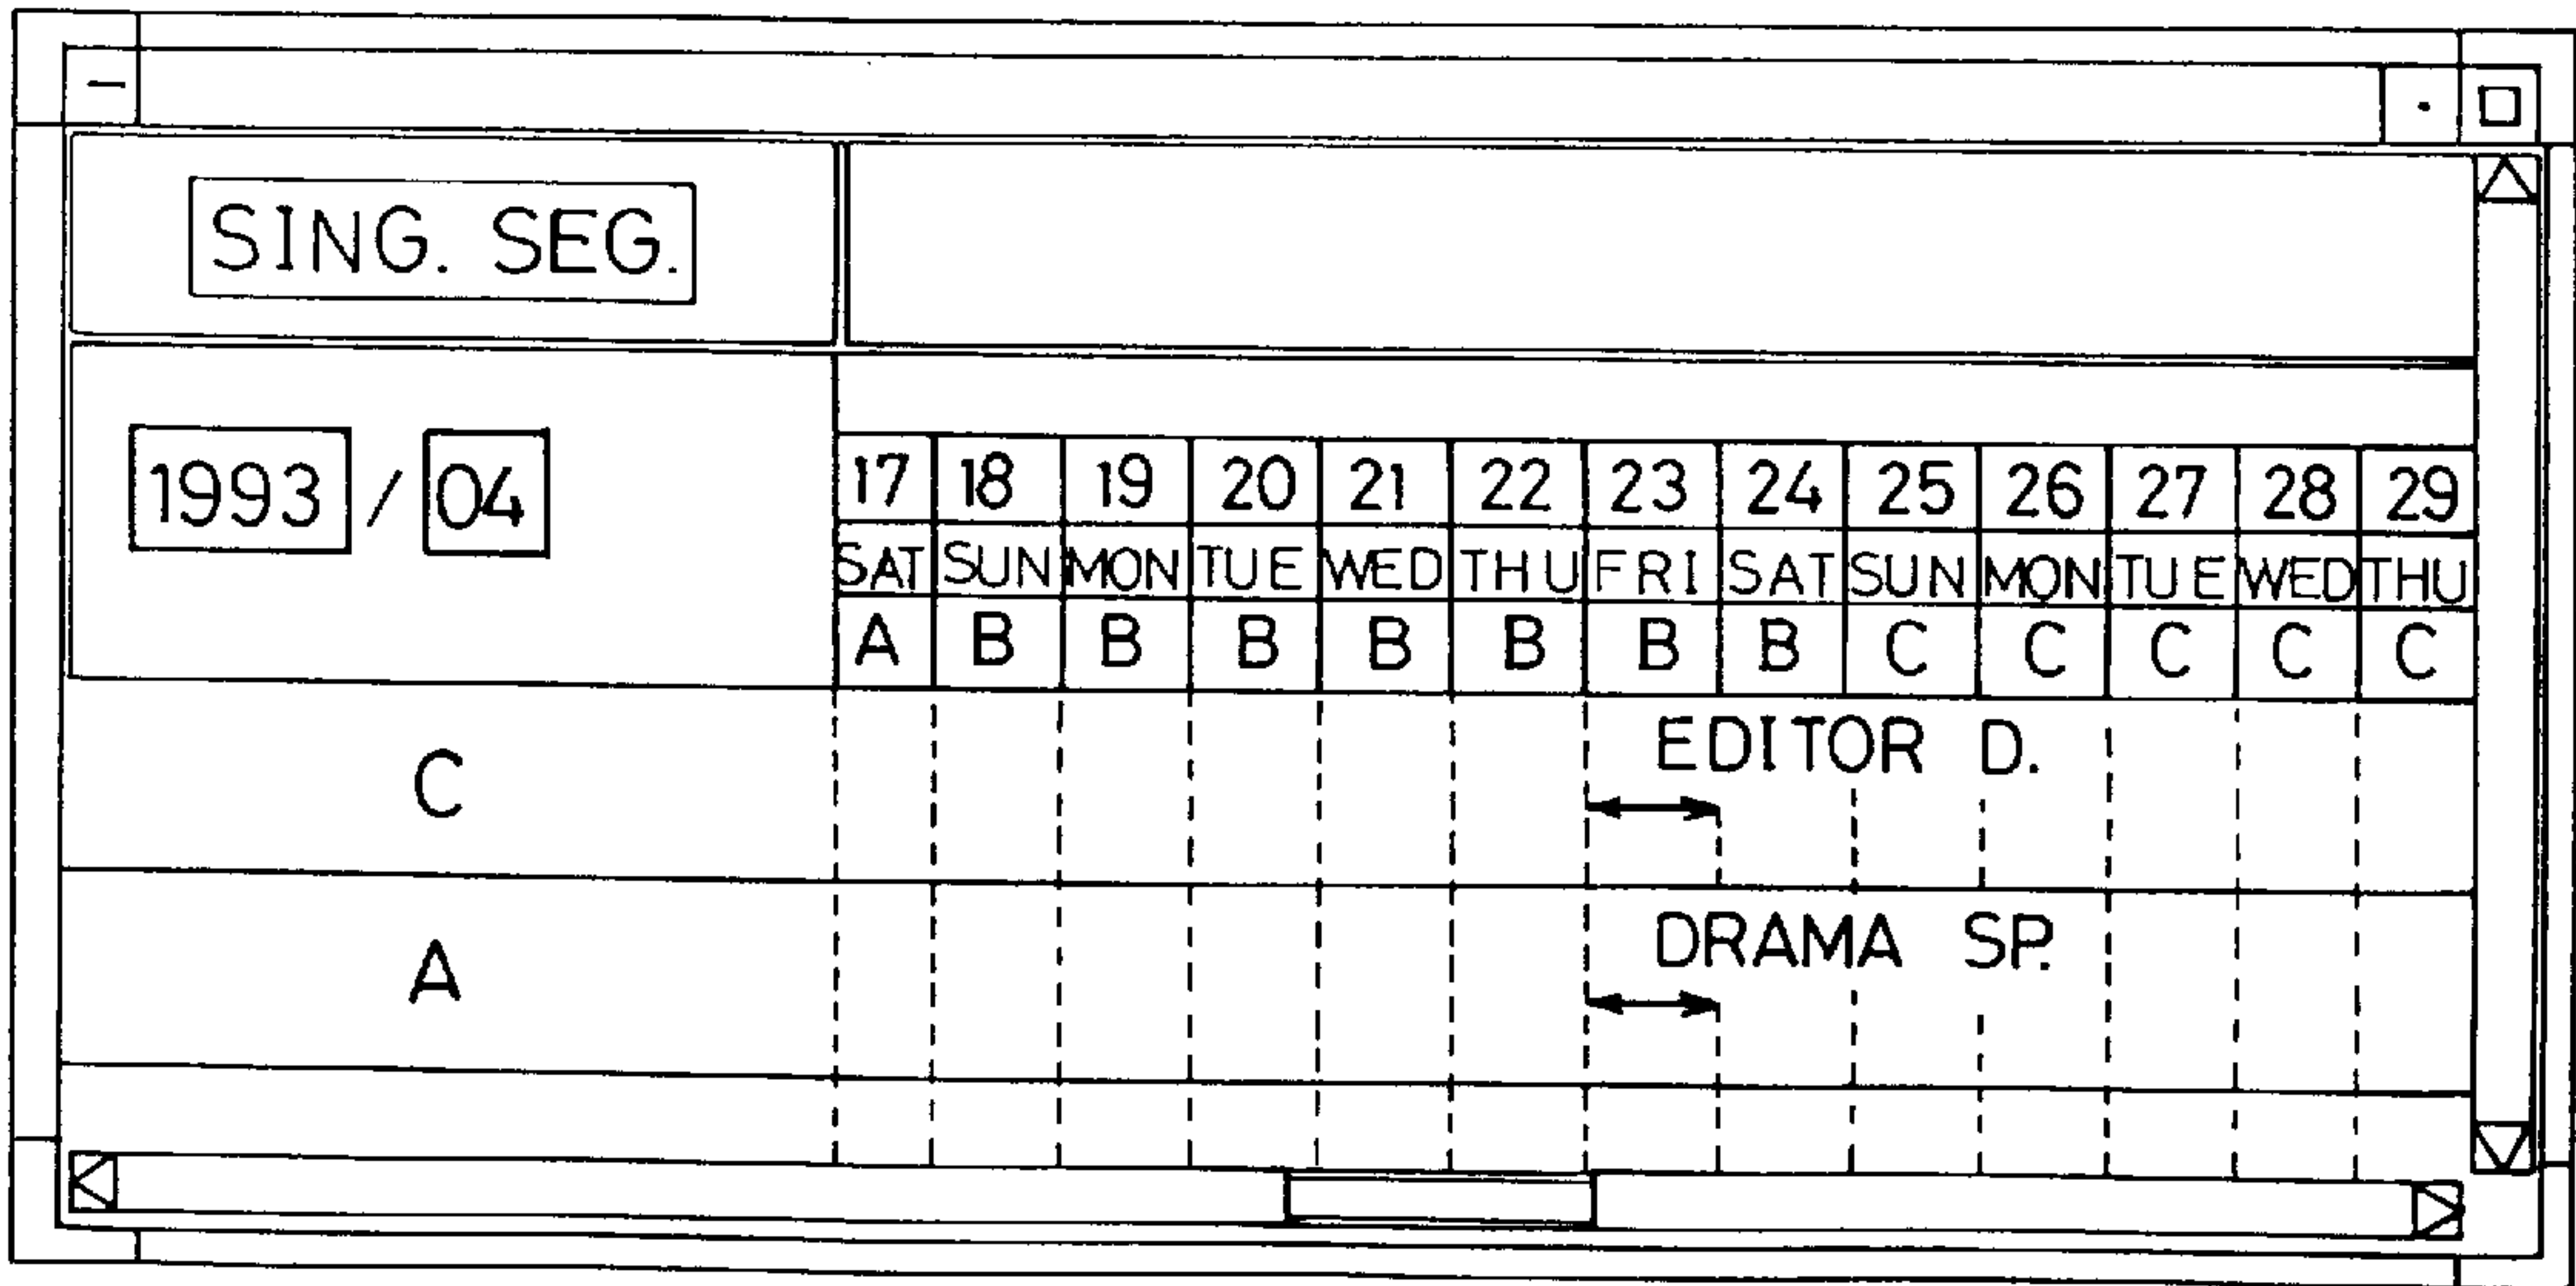 SING. SEG.
1993 / 04
17 18 19 20 21 22 23 24 25 26 27 28 29
SAT SUN MON TUE WED THU FRI SAT SUN MON TUE WED THU
A B B B B B B B C C C C C
C EDITOR D.
A DRAMA SP.